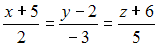 (x + 5)/2 = (y − 2)/−3 = (z + 6)/5